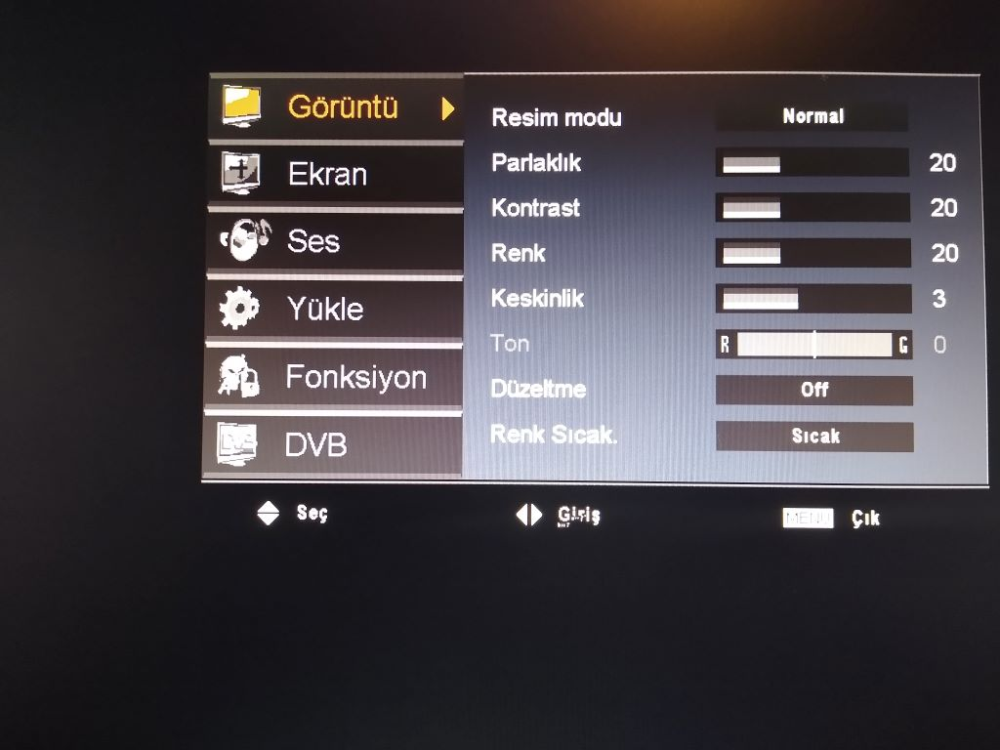 Görüntü
Ekran
Ses
Yükle
Fonksiyon
DVB
Resim modu Normal
Parlaklık 20
Kontrast 20
Renk 20
Keskinlik 3
Ton R G 0
Düzeltme Off
Renk Sıcak. Sıcak
Seç Giriş MENU Çık